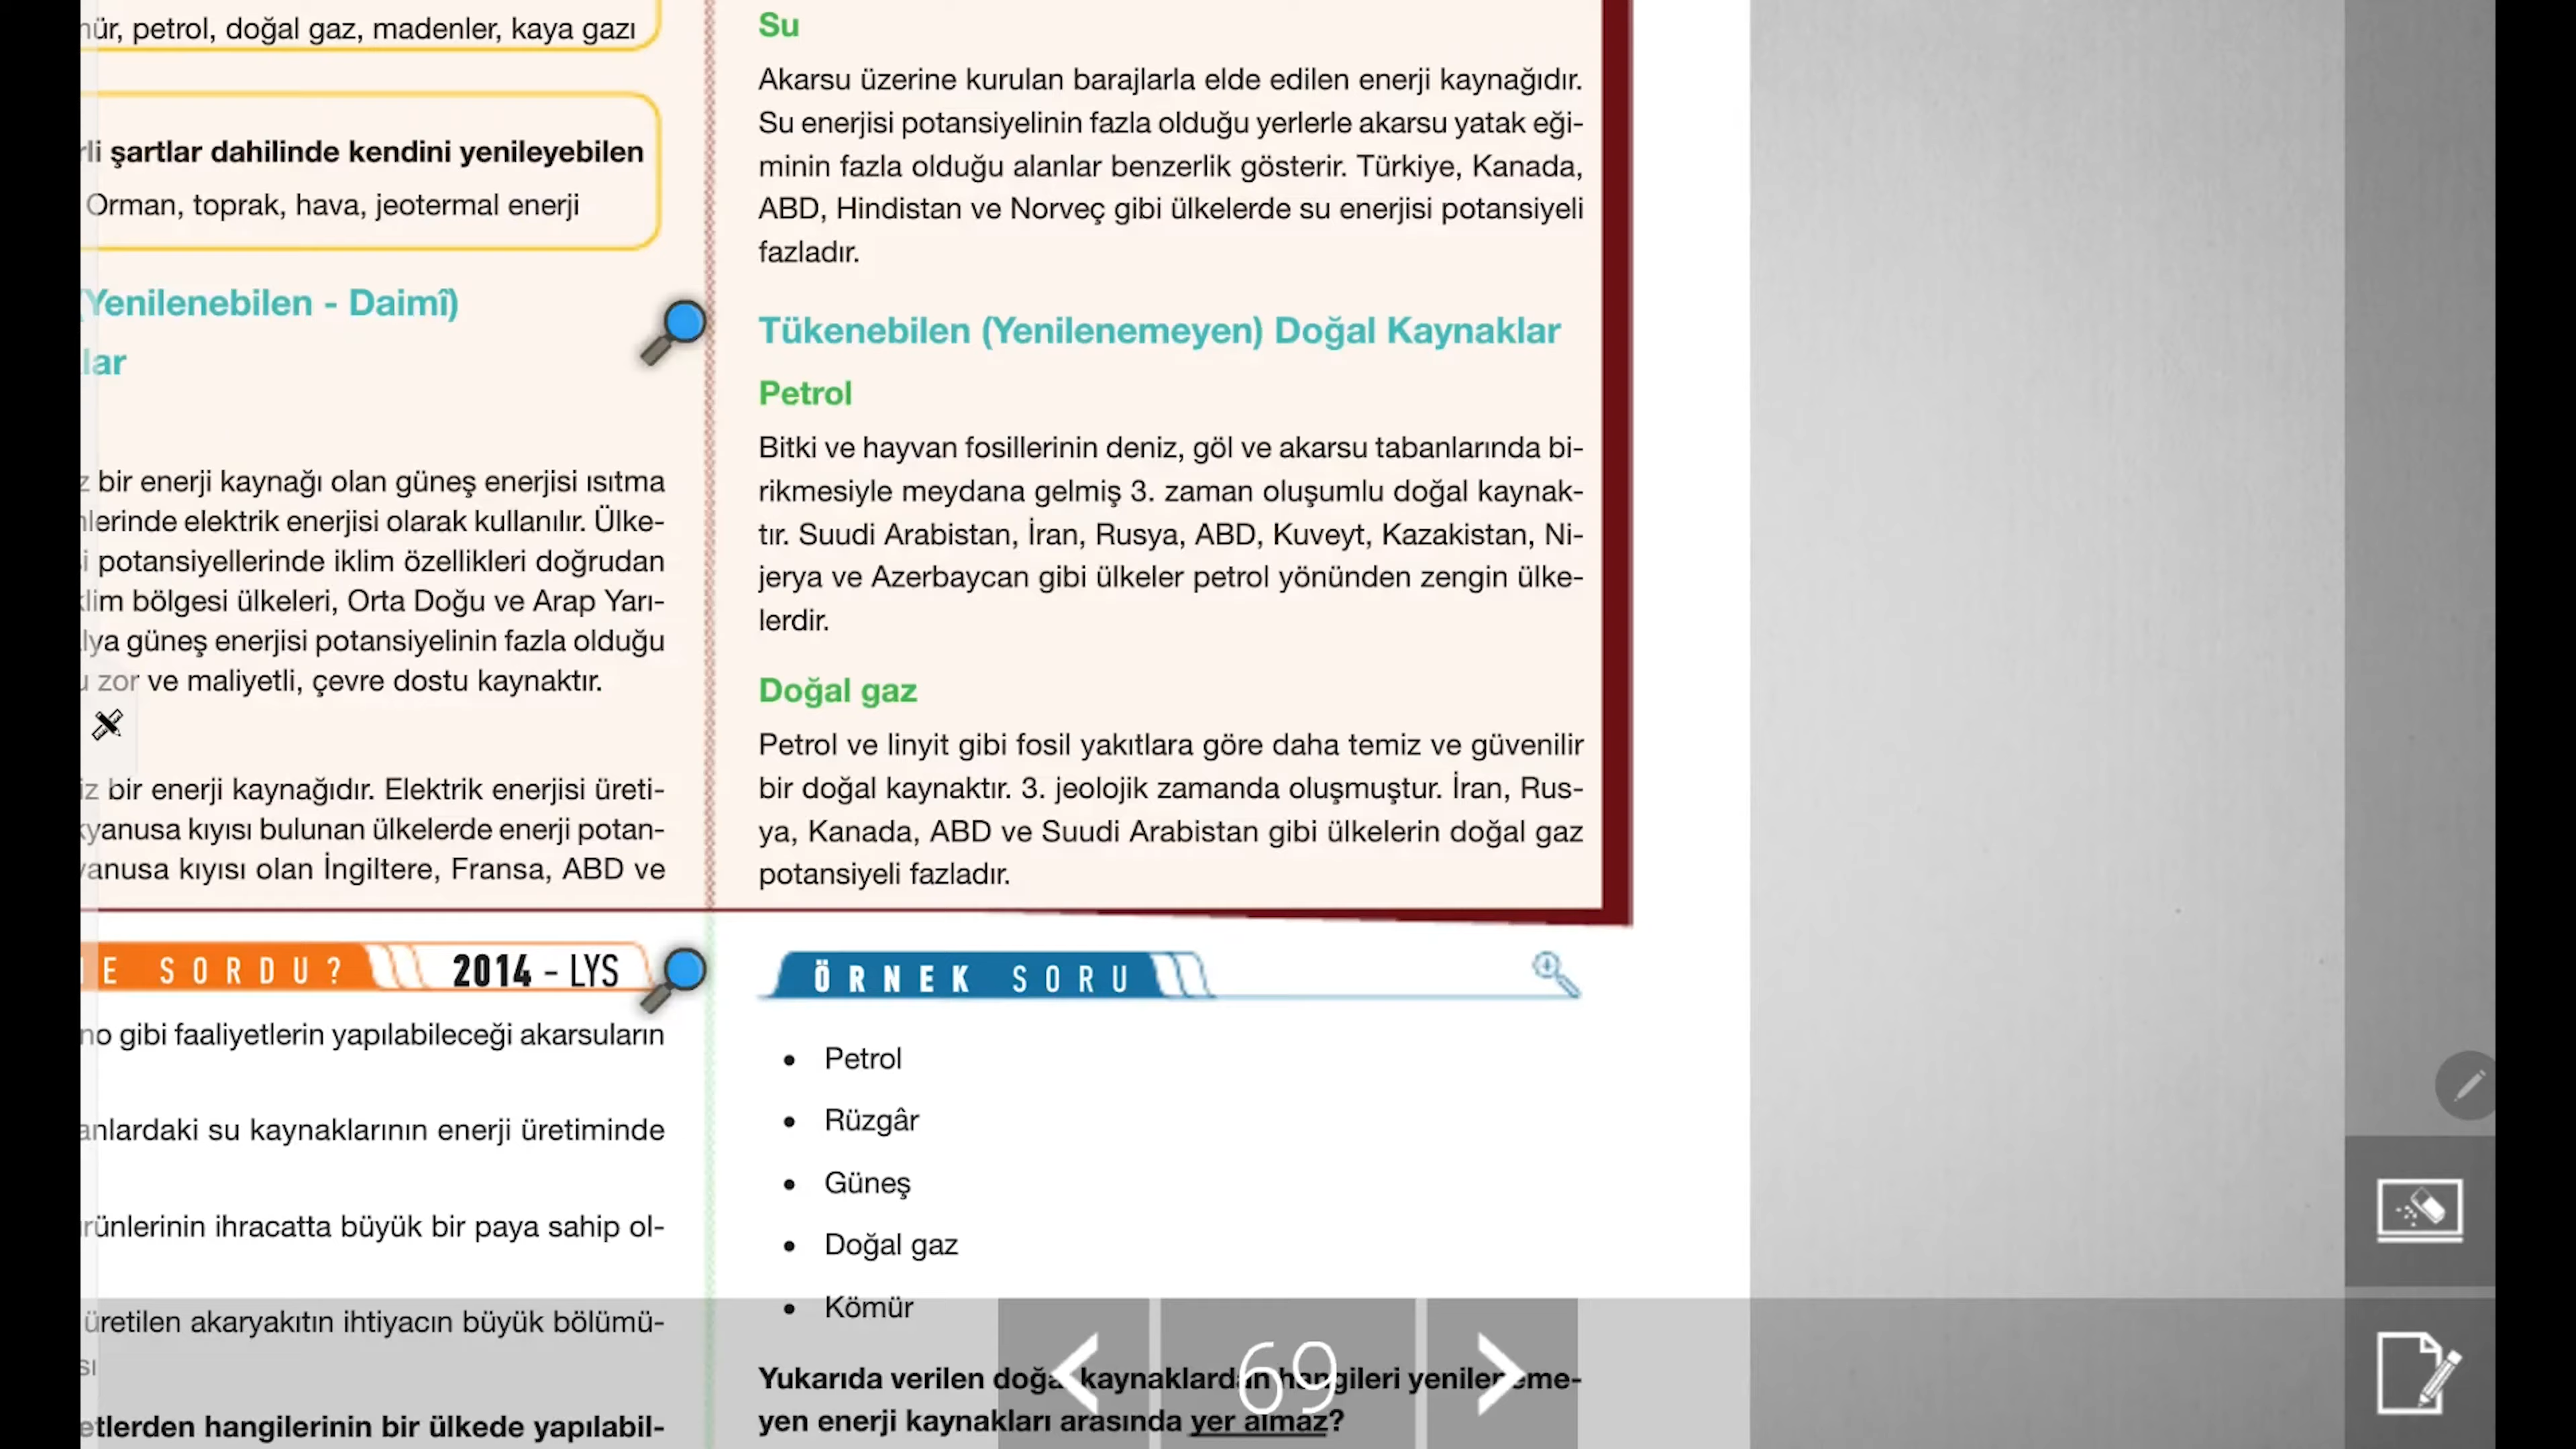 ür, petrol, doğal gaz, madenler, kaya gazı
şartlar dahilinde kendini yenileyebilen
Orman, toprak, hava, jeotermal enerji
(Yenilenebilen - Daimî)
lar
bir enerji kaynağı olan güneş enerjisi ısıtma
lerinde elektrik enerjisi olarak kullanılır. Ülke-
potansiyellerinde iklim özellikleri doğrudan
lim bölgesi ülkeleri, Orta Doğu ve Arap Yarı-
lya güneş enerjisi potansiyelinin fazla olduğu
zor ve maliyetli, çevre dostu kaynaktır.
z bir enerji kaynağıdır. Elektrik enerjisi üreti-
yanusa kıyısı bulunan ülkelerde enerji potan-
yanusa kıyısı olan İngiltere, Fransa, ABD ve
E SORDU? 2014 - LYS
no gibi faaliyetlerin yapılabileceği akarsuların
anlardaki su kaynaklarının enerji üretiminde
rünlerinin ihracatta büyük bir paya sahip ol-
üretilen akaryakıtın ihtiyacın büyük bölümü-
sı
etlerden hangilerinin bir ülkede yapılabil-
Su
Akarsu üzerine kurulan barajlarla elde edilen enerji kaynağıdır.
Su enerjisi potansiyelinin fazla olduğu yerlerle akarsu yatak eği-
minin fazla olduğu alanlar benzerlik gösterir. Türkiye, Kanada,
ABD, Hindistan ve Norveç gibi ülkelerde su enerjisi potansiyeli
fazladır.
Tükenebilen (Yenilenemeyen) Doğal Kaynaklar
Petrol
Bitki ve hayvan fosillerinin deniz, göl ve akarsu tabanlarında bi-
rikmesiyle meydana gelmiş 3. zaman oluşumlu doğal kaynak-
tır. Suudi Arabistan, İran, Rusya, ABD, Kuveyt, Kazakistan, Ni-
jerya ve Azerbaycan gibi ülkeler petrol yönünden zengin ülke-
lerdir.
Doğal gaz
Petrol ve linyit gibi fosil yakıtlara göre daha temiz ve güvenilir
bir doğal kaynaktır. 3. jeolojik zamanda oluşmuştur. İran, Rus-
ya, Kanada, ABD ve Suudi Arabistan gibi ülkelerin doğal gaz
potansiyeli fazladır.
ÖRNEK SORU
• Petrol
• Rüzgâr
• Güneş
• Doğal gaz
• Kömür
Yukarıda verilen doğal kaynaklardan hangileri yenileneme-
yen enerji kaynakları arasında yer almaz?
69